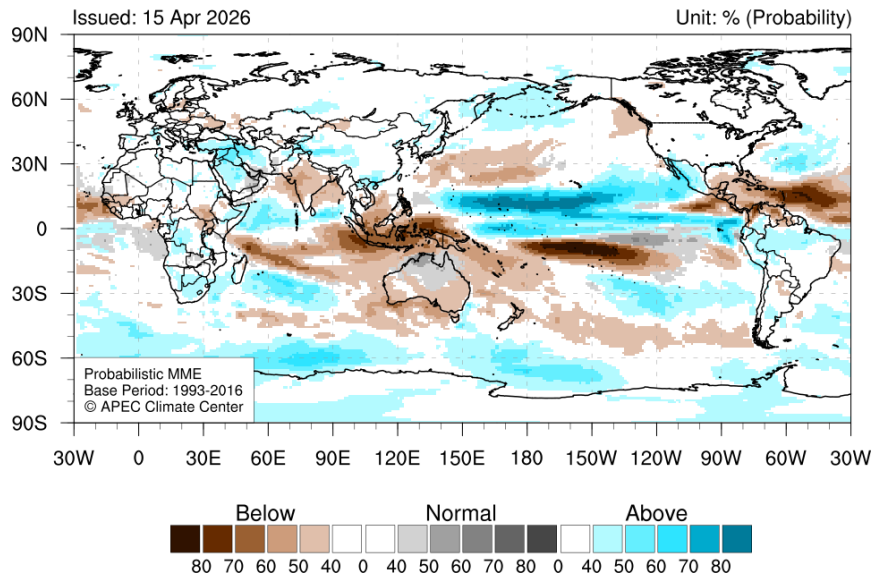 Issued: 15 Apr 2026 Unit: % (Probability)
90N
60N
30N
0
30S
60S
90S
Probabilistic MME
Base Period: 1993-2016
© APEC Climate Center
30W 0 30E 60E 90E 120E 150E 180 150W 120W 90W 60W 30W
Below Normal Above
80 70 60 50 40 0 40 50 60 70 80 0 40 50 60 70 80